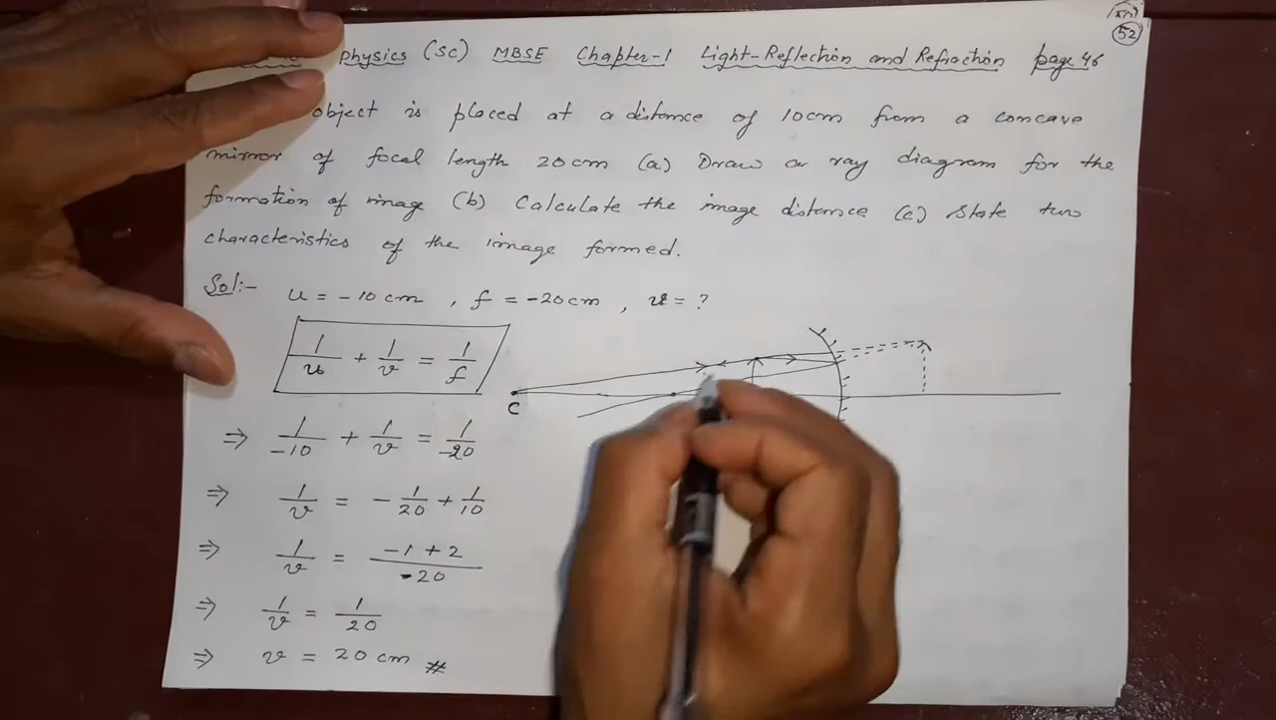 52
Physics (SC) MBSE Chapter-1 Light-Reflection and Refraction page 46
object is placed at a distance of 10cm from a concave
mirror of focal length 20cm (a) Draw a ray diagram for the
formation of image (b) Calculate the image distance (c) State two
characteristics of the image formed.
Sol:-
u = -10cm , f = -20cm , v = ?
1/u + 1/v = 1/f
C
⇒ 1/-10 + 1/v = 1/-20
⇒ 1/v = - 1/20 + 1/10
⇒ 1/v = -1+2/-20
⇒ 1/v = 1/20
⇒ v = 20 cm #